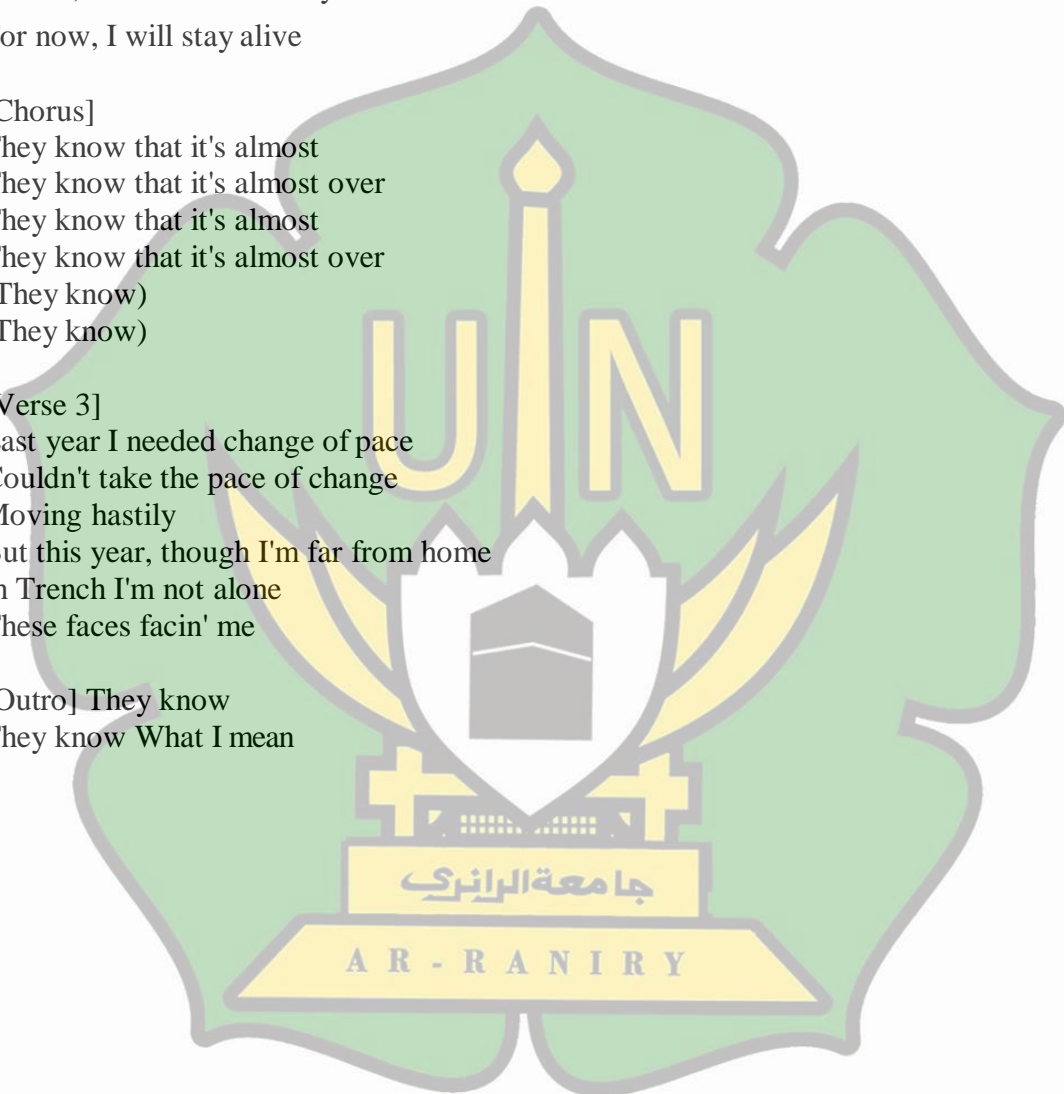 or now, I will stay alive
Chorus]
hey know that it's almost
hey know that it's almost over
hey know that it's almost
hey know that it's almost over
They know)
They know)
Verse 3]
ast year I needed change of pace
Couldn't take the pace of change
Moving hastily
ut this year, though I'm far from home
n Trench I'm not alone
hese faces facin' me
Outro] They know
hey know What I mean
UIN
جامعة الرانري
AR-RANIRY